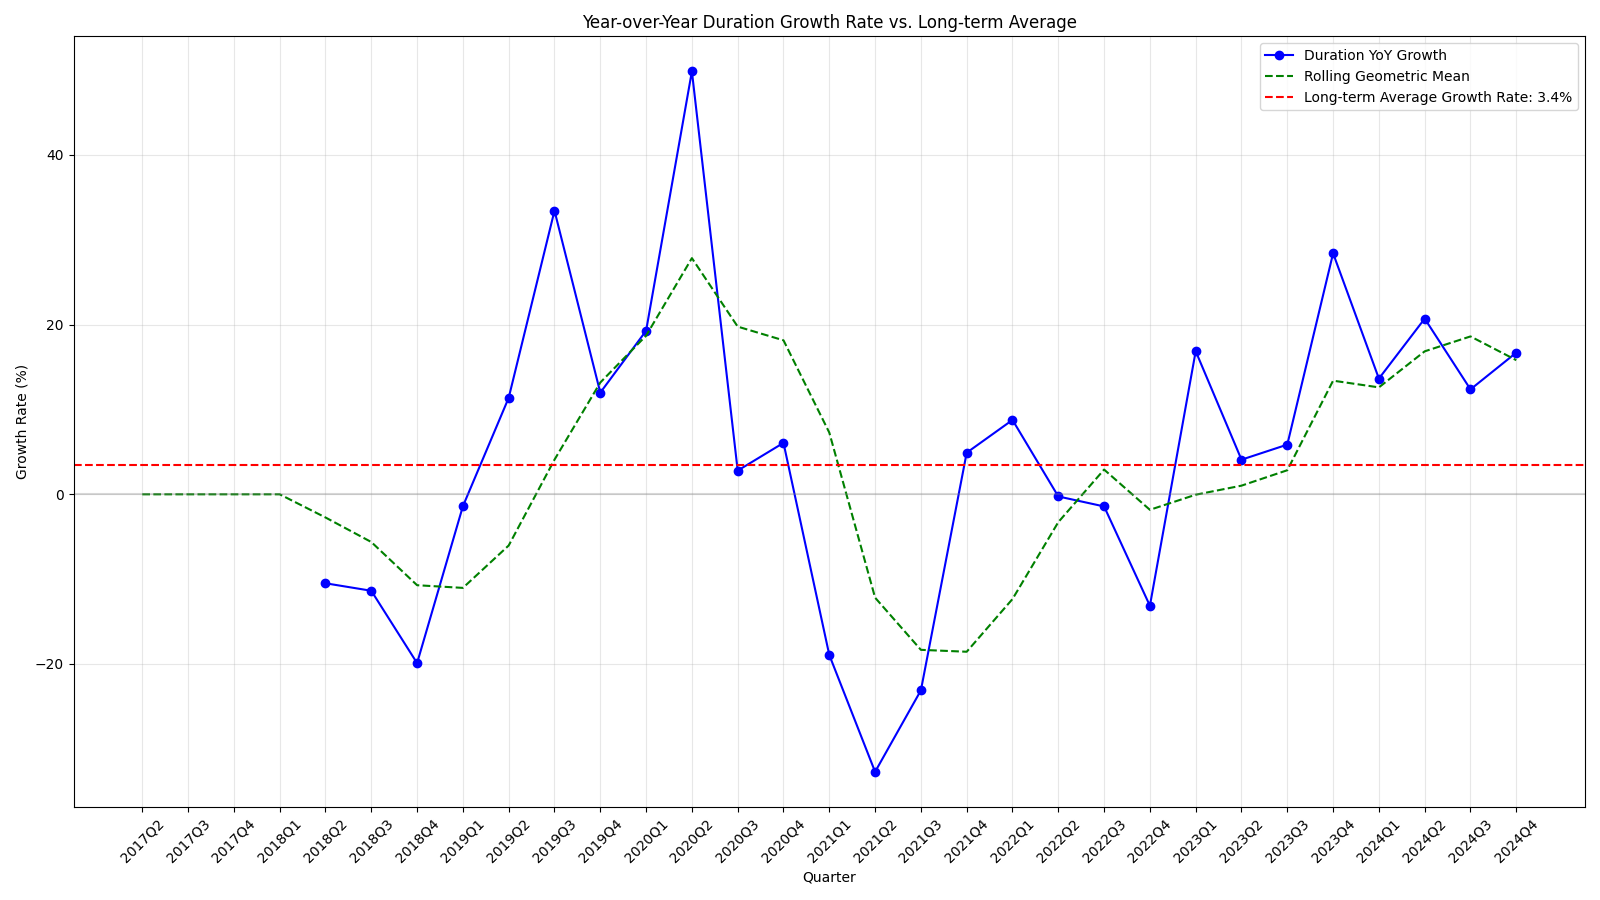 Year-over-Year Duration Growth Rate vs. Long-term Average
Duration YoY Growth
Rolling Geometric Mean
Long-term Average Growth Rate: 3.4%
Growth Rate (%)
40
20
0
−20
2017Q2
2017Q3
2017Q4
2018Q1
2018Q2
2018Q3
2018Q4
2019Q1
2019Q2
2019Q3
2019Q4
2020Q1
2020Q2
2020Q3
2020Q4
2021Q1
2021Q2
2021Q3
2021Q4
2022Q1
2022Q2
2022Q3
2022Q4
2023Q1
2023Q2
2023Q3
2023Q4
2024Q1
2024Q2
2024Q3
2024Q4
Quarter